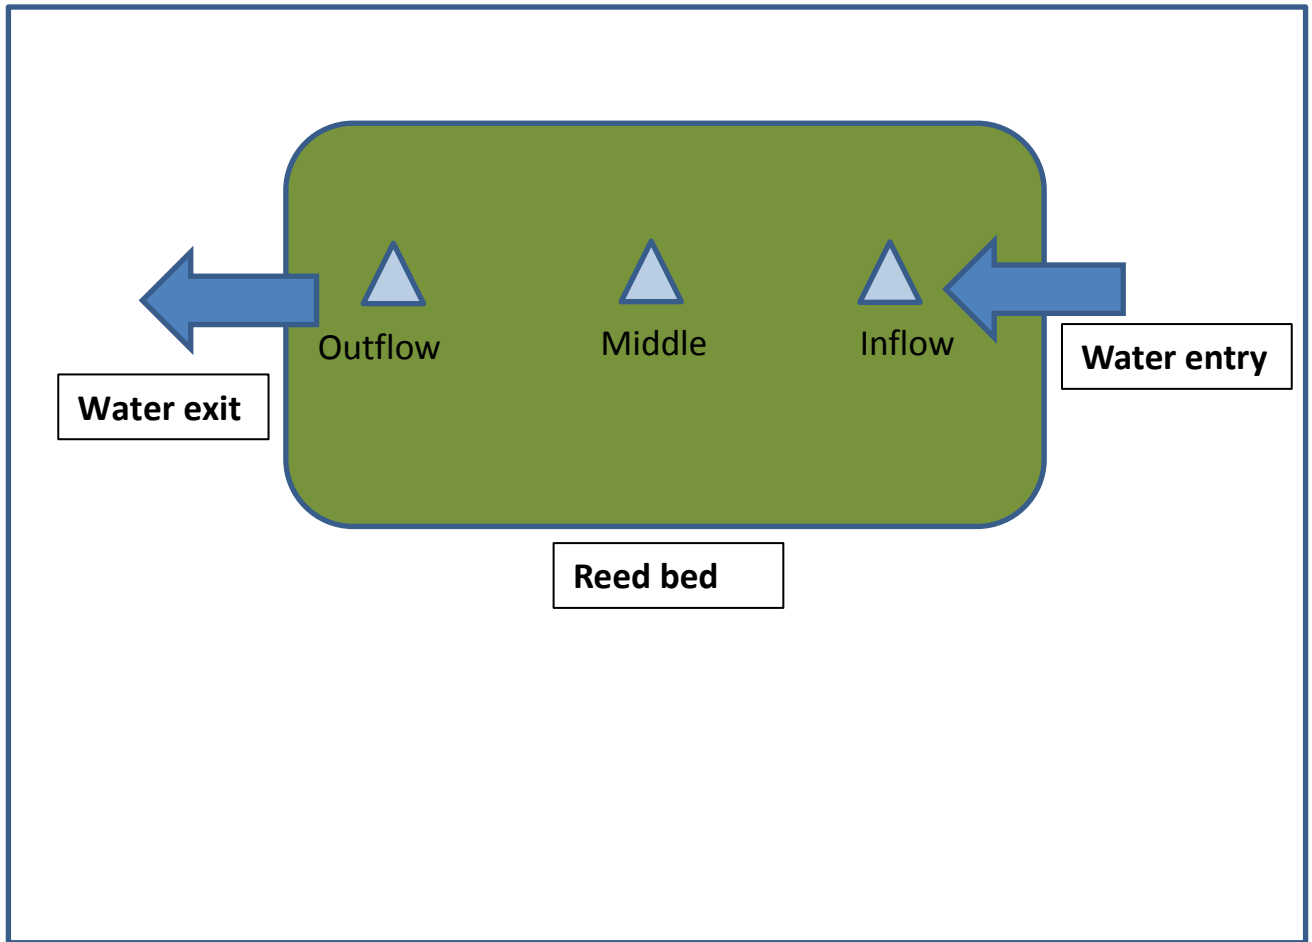 Outflow
Middle
Inflow
Water entry
Water exit
Reed bed